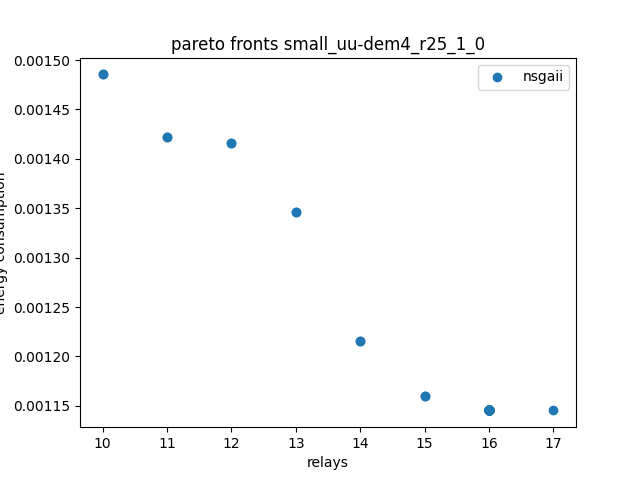 pareto fronts small_uu-dem4_r25_1_0
nsgaii
0.00150
0.00145
0.00140
0.00135
0.00130
0.00125
0.00120
0.00115
energy consumption
10 11 12 13 14 15 16 17
relays